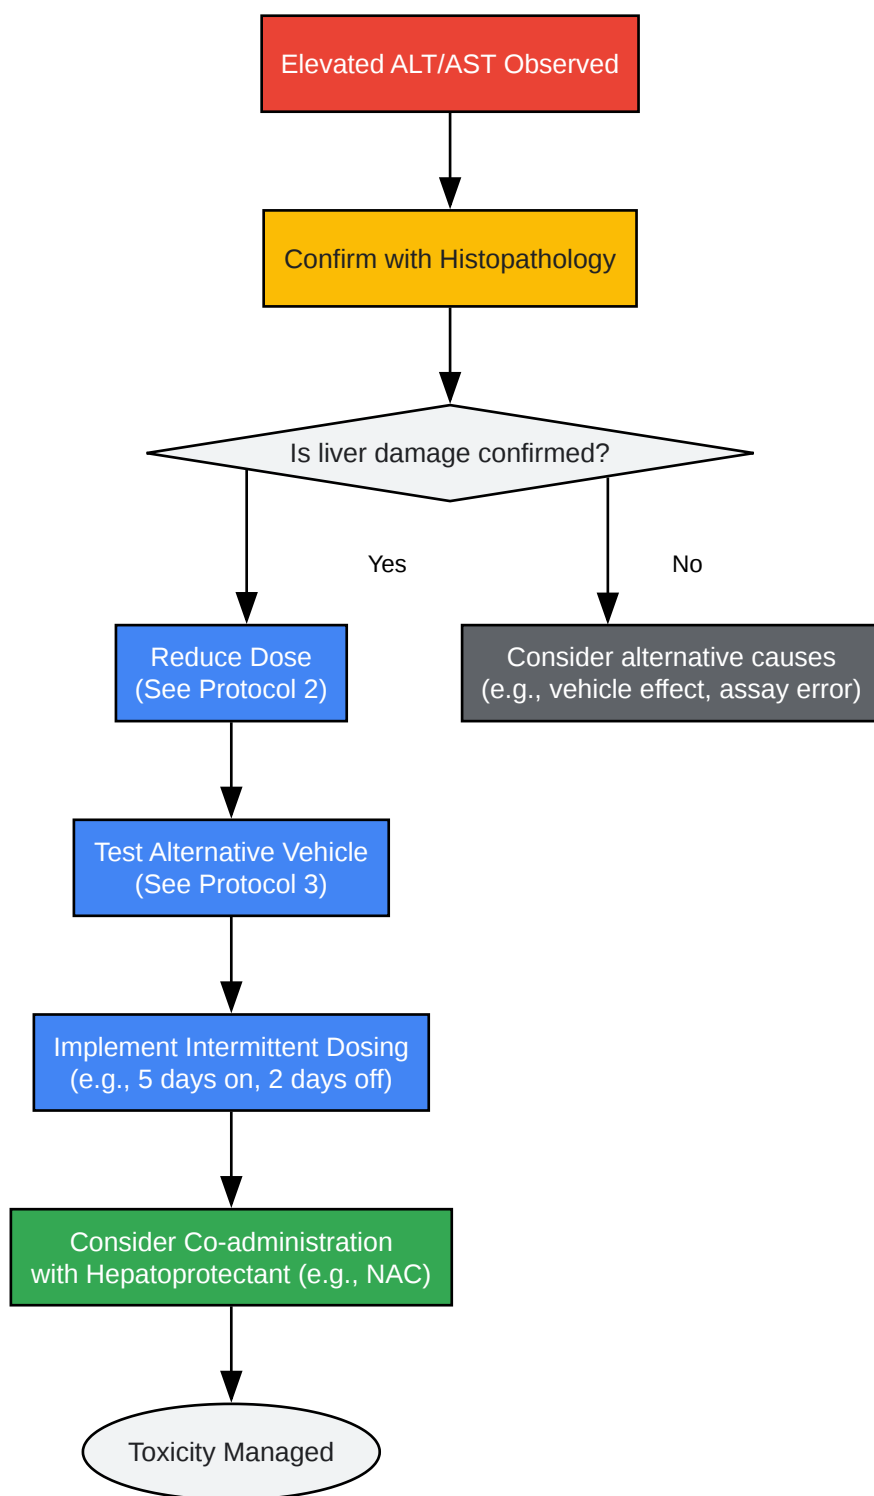 Elevated ALT/AST Observed
Confirm with Histopathology
Is liver damage confirmed?
Yes
No
Reduce Dose
(See Protocol 2)
Consider alternative causes
(e.g., vehicle effect, assay error)
Test Alternative Vehicle
(See Protocol 3)
Implement Intermittent Dosing
(e.g., 5 days on, 2 days off)
Consider Co-administration
with Hepatoprotectant (e.g., NAC)
Toxicity Managed